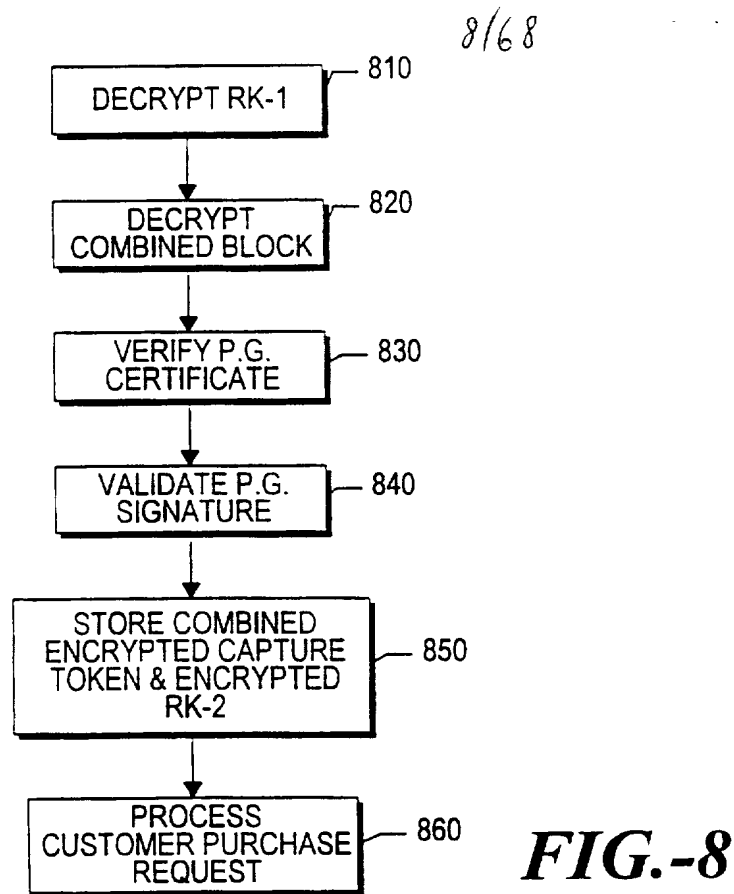 8/68
DECRYPT RK-1
810
DECRYPT
COMBINED BLOCK
820
VERIFY P.G.
CERTIFICATE
830
VALIDATE P.G.
SIGNATURE
840
STORE COMBINED
ENCRYPTED CAPTURE
TOKEN & ENCRYPTED
RK-2
850
PROCESS
CUSTOMER PURCHASE
REQUEST
860
FIG.-8